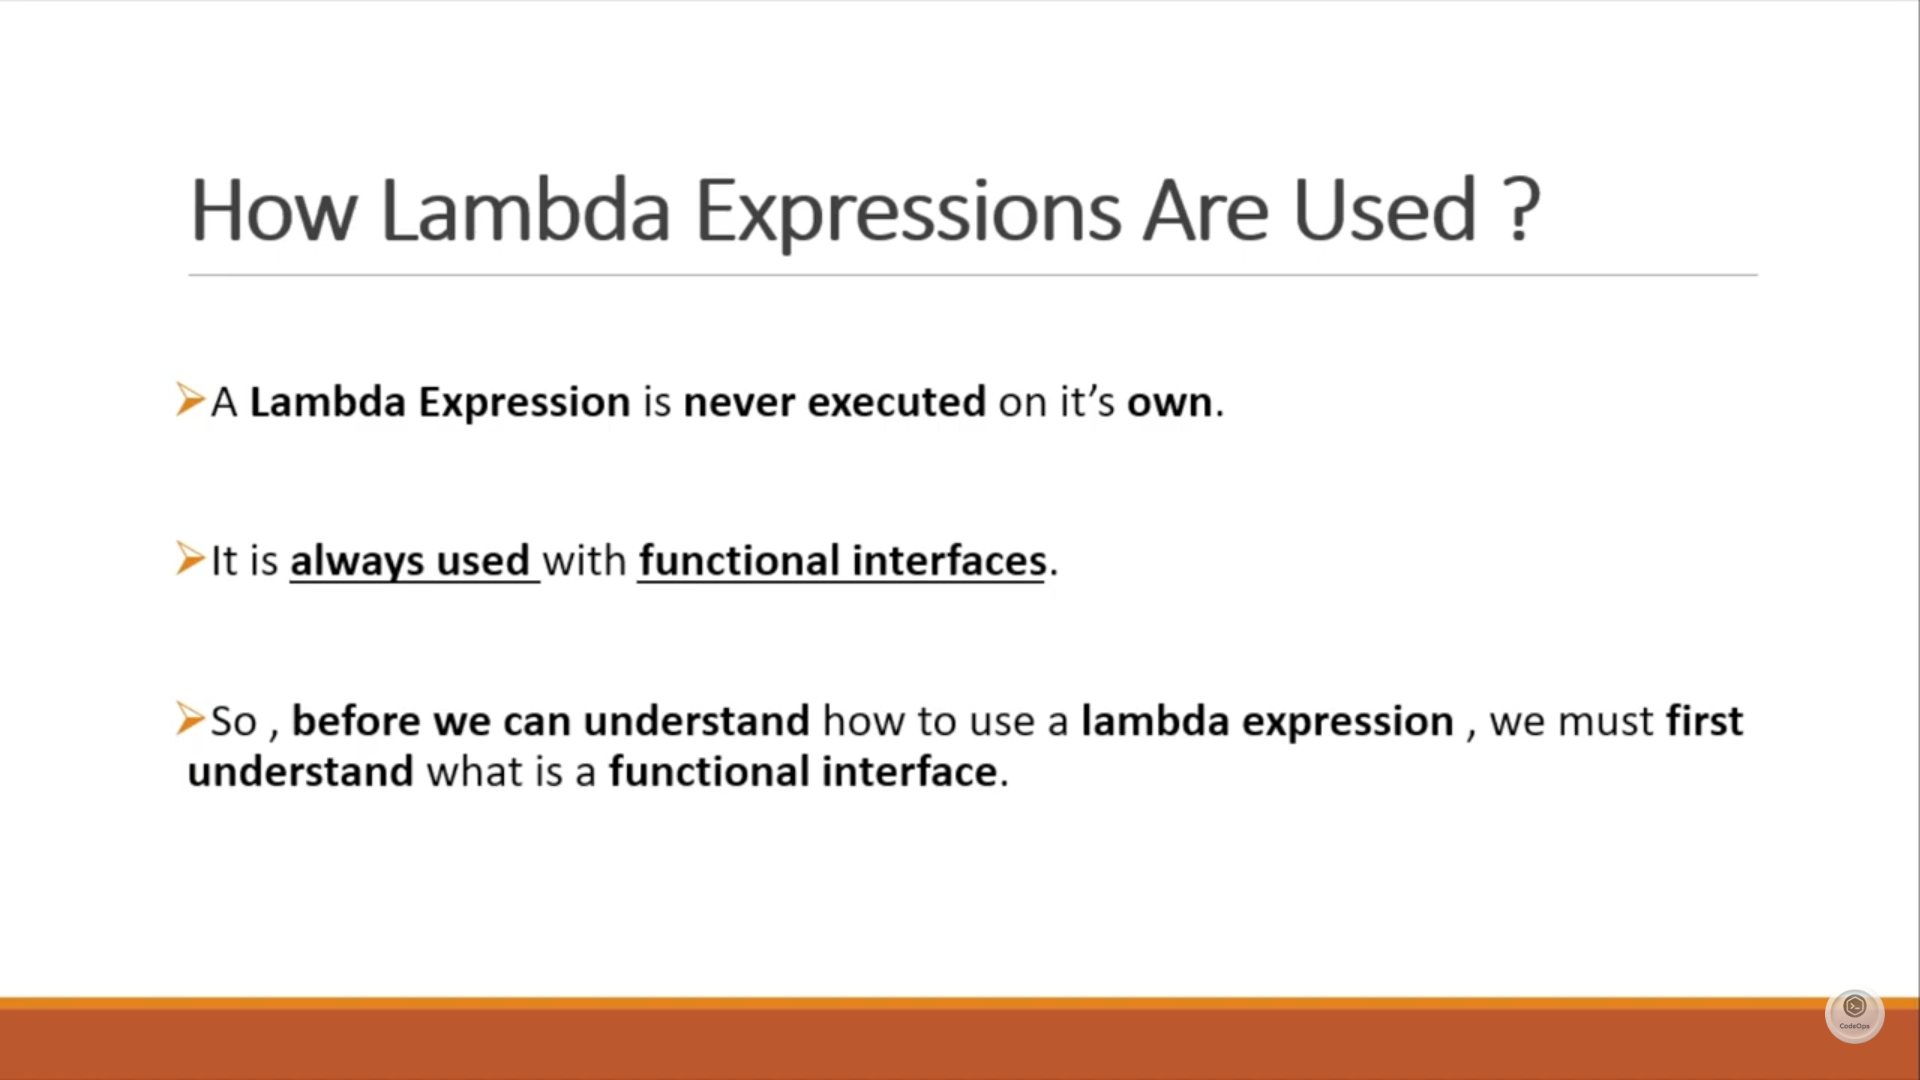 How Lambda Expressions Are Used ?
➢A Lambda Expression is never executed on it’s own.
➢It is always used with functional interfaces.
➢So , before we can understand how to use a lambda expression , we must first
understand what is a functional interface.
CodeOps